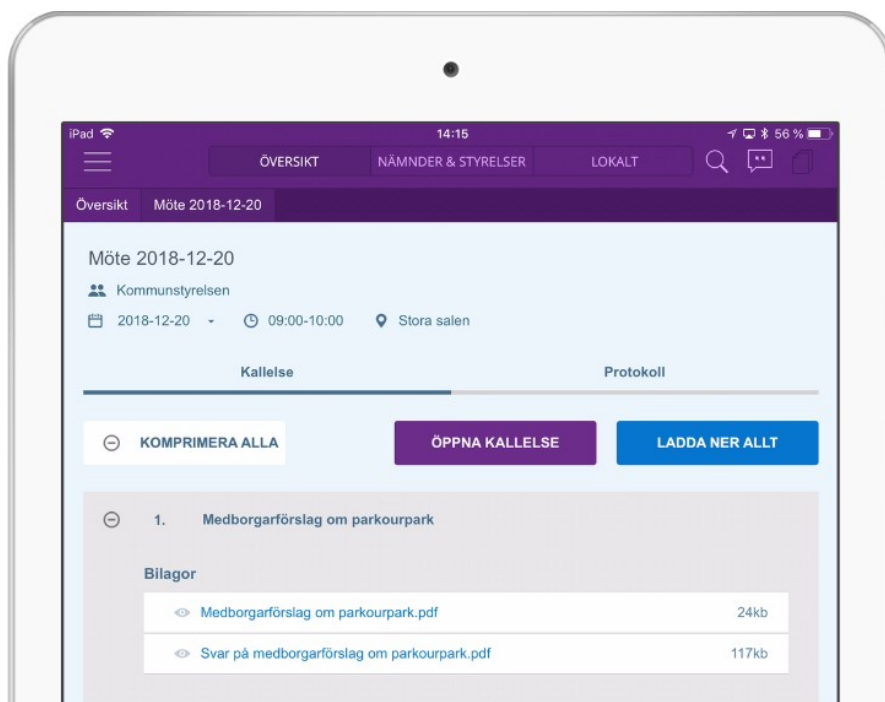 iPad 14:15 56 %
ÖVERSIKT NÄMNDER & STYRELSER LOKALT
Översikt Möte 2018-12-20
Möte 2018-12-20
Kommunstyrelsen
2018-12-20 - 09:00-10:00 Stora salen
Kallelse Protokoll
KOMPRIMERA ALLA ÖPPNA KALLELSE LADDA NER ALLT
1. Medborgarförslag om parkourpark
Bilagor
Medborgarförslag om parkourpark.pdf 24kb
Svar på medborgarförslag om parkourpark.pdf 117kb